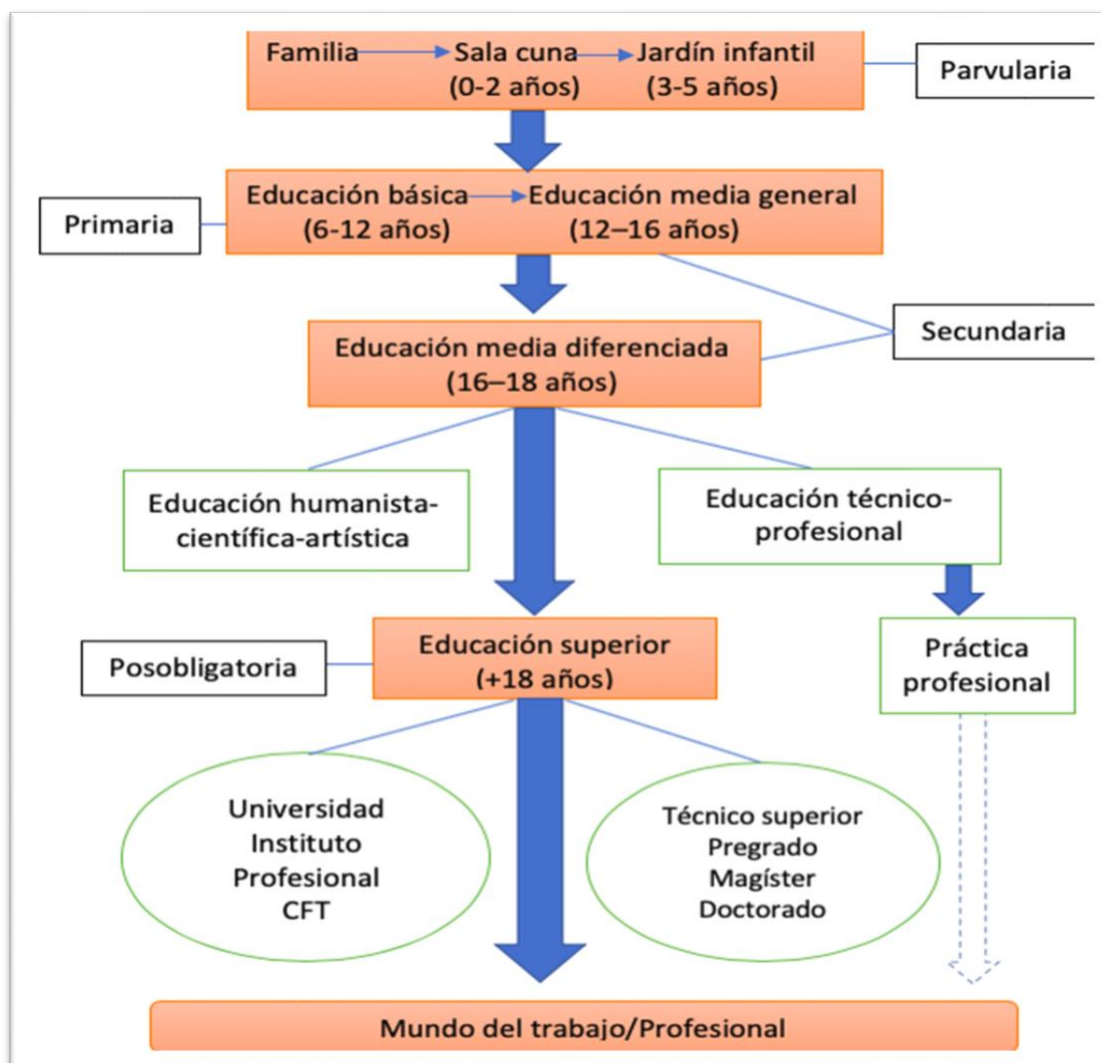 Familia Sala cuna Jardín infantil
(0-2 años) (3-5 años)
Parvularia
Educación básica Educación media general
(6-12 años) (12–16 años)
Primaria
Educación media diferenciada
(16–18 años)
Secundaria
Educación humanista-
científica-artística
Educación técnico-
profesional
Educación superior
(+18 años)
Posobligatoria
Práctica
profesional
Universidad
Instituto
Profesional
CFT
Técnico superior
Pregrado
Magíster
Doctorado
Mundo del trabajo/Profesional